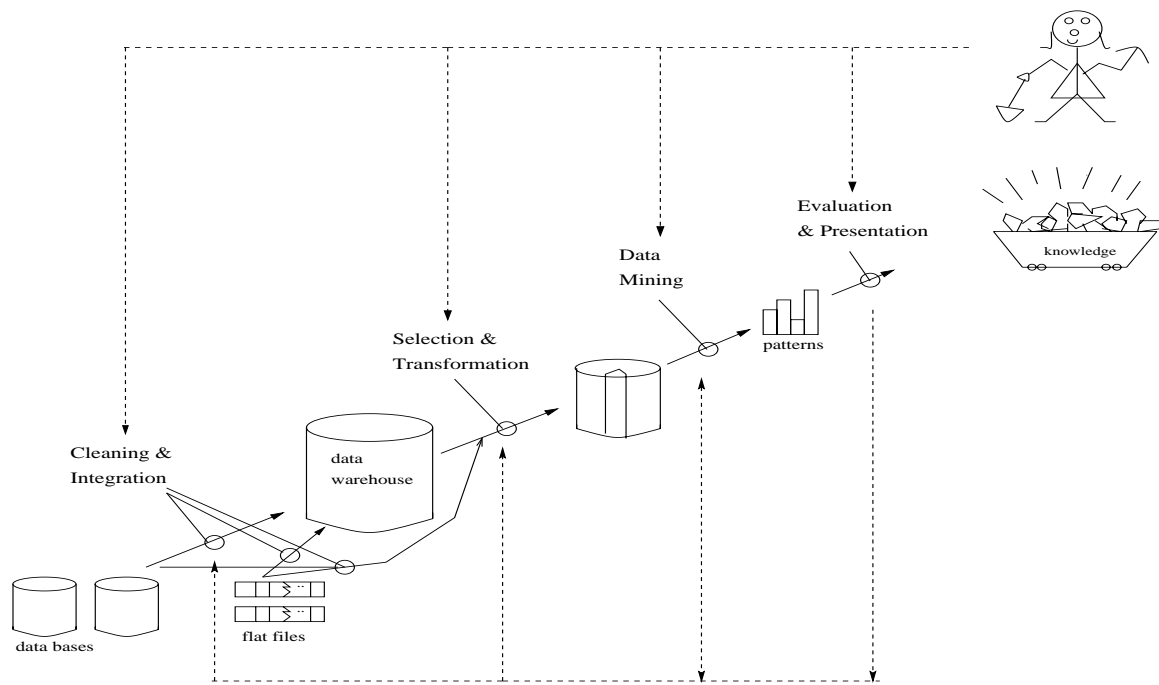 Evaluation
& Presentation
knowledge
Data
Mining
Selection &
Transformation
patterns
Cleaning &
Integration
data
warehouse
data bases
flat files